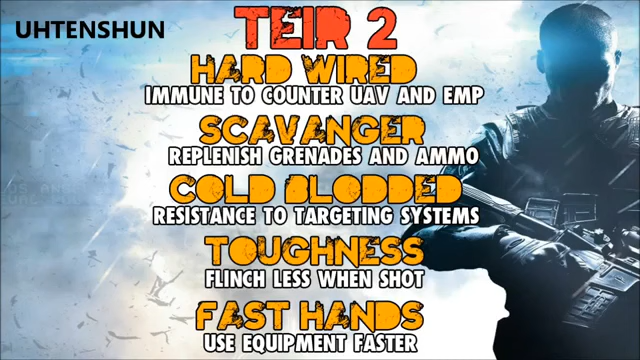 UHTENSHUN
TEIR 2
HARD WIRED
IMMUNE TO COUNTER UAV AND EMP
SCAVANGER
REPLENISH GRENADES AND AMMO
COLD BLODDED
RESISTANCE TO TARGETING SYSTEMS
TOUGHNESS
FLINCH LESS WHEN SHOT
FAST HANDS
USE EQUIPMENT FASTER